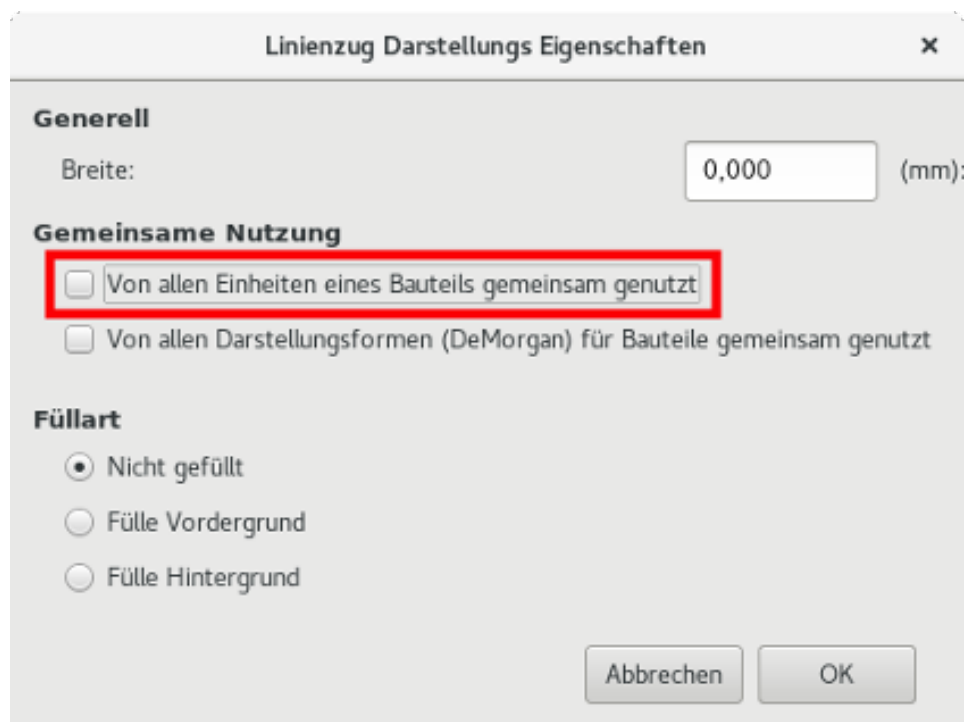 Linienzug Darstellungs Eigenschaften
Generell
Breite: 0,000 (mm):
Gemeinsame Nutzung
Von allen Einheiten eines Bauteils gemeinsam genutzt
Von allen Darstellungsformen (DeMorgan) für Bauteile gemeinsam genutzt
Füllart
Nicht gefüllt
Fülle Vordergrund
Fülle Hintergrund
Abbrechen OK